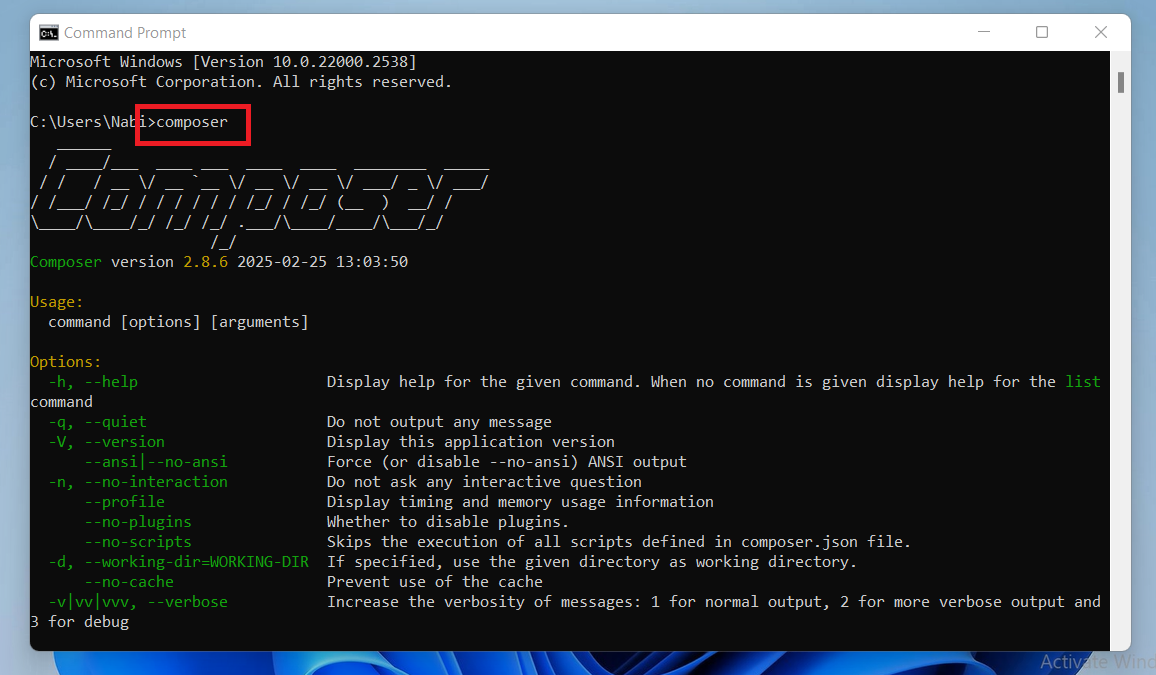 Command Prompt
Microsoft Windows [Version 10.0.22000.2538]
(c) Microsoft Corporation. All rights reserved.
C:\Users\Nabi>composer
   ______
  / ____/___  ____ ___  ____  ____  ________  _____
 / /   / __ \/ __ `__ \/ __ \/ __ \/ ___/ _ \/ ___/
/ /___/ /_/ / / / / / / /_/ / /_/ (__  )  __/ /
\____/\____/_/ /_/ /_/ .___/\____/____/\___/_/
                    /_/
Composer version 2.8.6 2025-02-25 13:03:50
Usage:
  command [options] [arguments]
Options:
  -h, --help                     Display help for the given command. When no command is given display help for the list
command
  -q, --quiet                    Do not output any message
  -V, --version                  Display this application version
      --ansi|--no-ansi           Force (or disable --no-ansi) ANSI output
  -n, --no-interaction           Do not ask any interactive question
      --profile                  Display timing and memory usage information
      --no-plugins               Whether to disable plugins.
      --no-scripts               Skips the execution of all scripts defined in composer.json file.
  -d, --working-dir=WORKING-DIR  If specified, use the given directory as working directory.
      --no-cache                 Prevent use of the cache
  -v|vv|vvv, --verbose           Increase the verbosity of messages: 1 for normal output, 2 for more verbose output and
3 for debug
Activate Wind